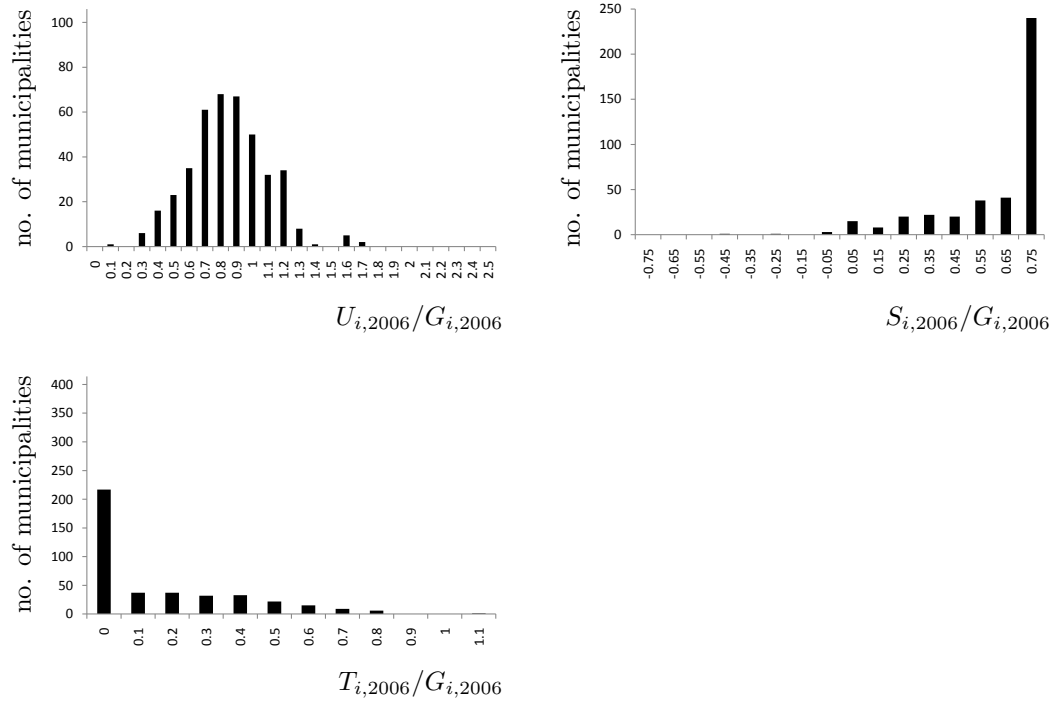 no. of municipalities
100
80
60
40
20
0
0 0.1 0.2 0.3 0.4 0.5 0.6 0.7 0.8 0.9 1 1.1 1.2 1.3 1.4 1.5 1.6 1.7 1.8 1.9 2 2.1 2.2 2.3 2.4 2.5
U_{i,2006}/G_{i,2006}
no. of municipalities
250
200
150
100
50
0
-0.75 -0.65 -0.55 -0.45 -0.35 -0.25 -0.15 -0.05 0.05 0.15 0.25 0.35 0.45 0.55 0.65 0.75
S_{i,2006}/G_{i,2006}
no. of municipalities
400
350
300
250
200
150
100
50
0
0 0.1 0.2 0.3 0.4 0.5 0.6 0.7 0.8 0.9 1 1.1
T_{i,2006}/G_{i,2006}